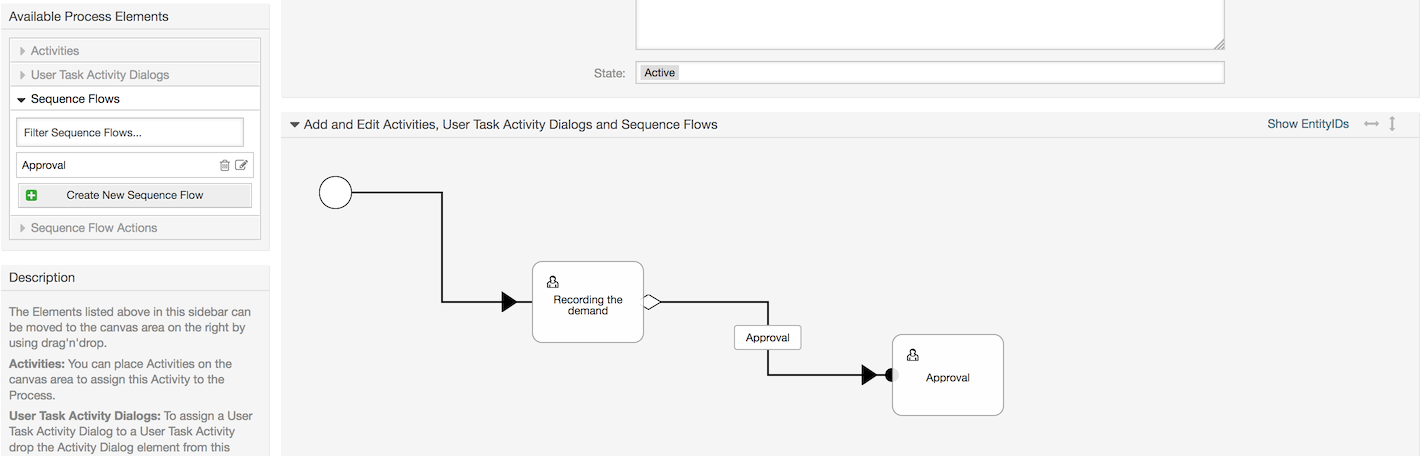 Available Process Elements
Activities
User Task Activity Dialogs
Sequence Flows
Filter Sequence Flows...
Approval
Create New Sequence Flow
Sequence Flow Actions
Description
The Elements listed above in this sidebar can
be moved to the canvas area on the right by
using drag'n'drop.
Activities: You can place Activities on the
canvas area to assign this Activity to the
Process.
User Task Activity Dialogs: To assign a User
Task Activity Dialog to a User Task Activity
drop the Activity Dialog element from this
State:
Active
Add and Edit Activities, User Task Activity Dialogs and Sequence Flows
Show EntityIDs
Recording the
demand
Approval
Approval